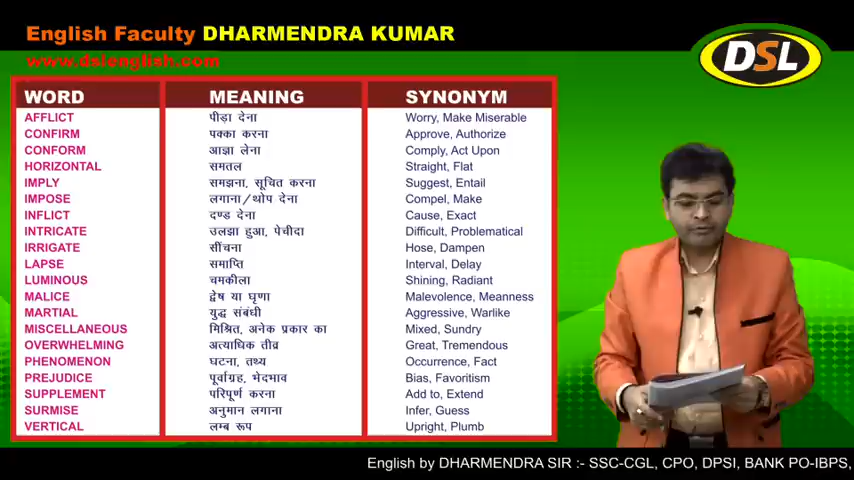 English Faculty DHARMENDRA KUMAR
www.dslenglish.com
DSL
WORD MEANING SYNONYM
AFFLICT पीड़ा देना Worry, Make Miserable
CONFIRM पक्का करना Approve, Authorize
CONFORM आज्ञा लेना Comply, Act Upon
HORIZONTAL समतल Straight, Flat
IMPLY समझना, सूचित करना Suggest, Entail
IMPOSE लगाना/थोप देना Compel, Make
INFLICT दण्ड देना Cause, Exact
INTRICATE उलझा हुआ, पेचीदा Difficult, Problematical
IRRIGATE सींचना Hose, Dampen
LAPSE समाप्ति Interval, Delay
LUMINOUS चमकीला Shining, Radiant
MALICE द्वेष या घृणा Malevolence, Meanness
MARTIAL युद्ध संबंधी Aggressive, Warlike
MISCELLANEOUS मिश्रित, अनेक प्रकार का Mixed, Sundry
OVERWHELMING अत्याधिक तीव्र Great, Tremendous
PHENOMENON घटना, तथ्य Occurrence, Fact
PREJUDICE पूर्वाग्रह, भेदभाव Bias, Favoritism
SUPPLEMENT परिपूर्ण करना Add to, Extend
SURMISE अनुमान लगाना Infer, Guess
VERTICAL लम्ब रूप Upright, Plumb
English by DHARMENDRA SIR :- SSC-CGL, CPO, DPSI, BANK PO-IBPS,